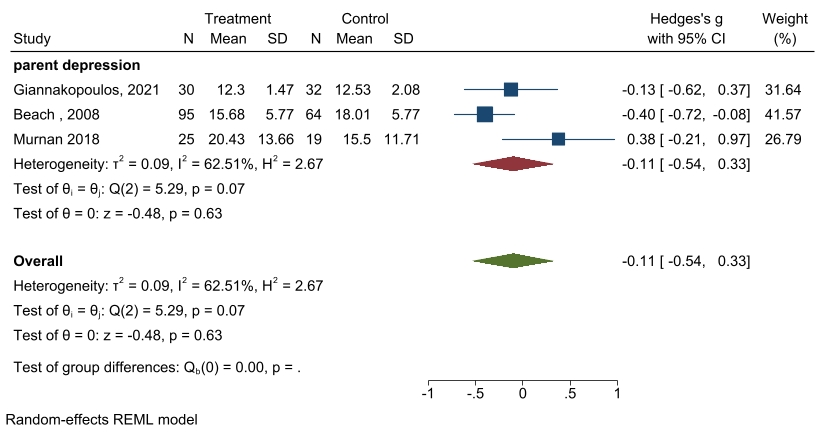 Treatment Control Hedges's g Weight
Study N Mean SD N Mean SD with 95% CI (%)
parent depression
Giannakopoulos, 2021 30 12.3 1.47 32 12.53 2.08 -0.13 [ -0.62, 0.37] 31.64
Beach , 2008 95 15.68 5.77 64 18.01 5.77 -0.40 [ -0.72, -0.08] 41.57
Murnan 2018 25 20.43 13.66 19 15.5 11.71 0.38 [ -0.21, 0.97] 26.79
Heterogeneity: τ² = 0.09, I² = 62.51%, H² = 2.67 -0.11 [ -0.54, 0.33]
Test of θᵢ = θⱼ: Q(2) = 5.29, p = 0.07
Test of θ = 0: z = -0.48, p = 0.63
Overall -0.11 [ -0.54, 0.33]
Heterogeneity: τ² = 0.09, I² = 62.51%, H² = 2.67
Test of θᵢ = θⱼ: Q(2) = 5.29, p = 0.07
Test of θ = 0: z = -0.48, p = 0.63
Test of group differences: Q_b(0) = 0.00, p = .
-1 -.5 0 .5 1
Random-effects REML model